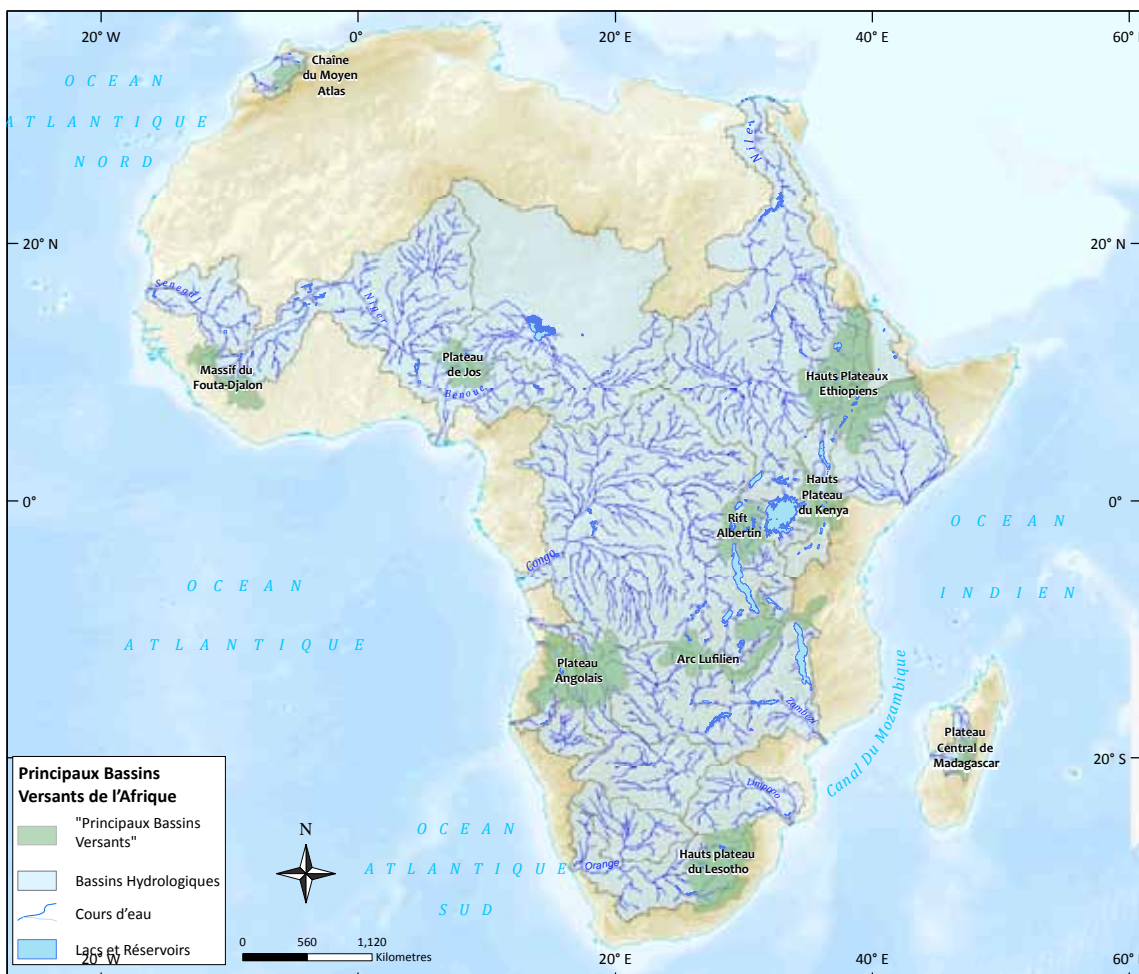 20° W
0°
20° E
40° E
60° E
OCEAN
ATLANTIQUE
NORD
Chaîne
du Moyen
Atlas
Nil
20° N
20° N
Sénégal
Niger
Massif du
Fouta-Djalon
Plateau
de Jos
Bénoue
Hauts Plateaux
Ethiopiens
Hauts
Plateau
du Kenya
0°
0°
Rift
Albertin
OCEAN
INDIEN
Congo
OCEAN
ATLANTIQUE
Plateau
Angolais
Arc Lufilien
Zambezi
Canal Du Mozambique
Plateau
Central de
Madagascar
20° S
Limpopo
OCEAN
ATLANTIQUE
SUD
Orange
Hauts plateau
du Lesotho
Principaux Bassins
Versants de l'Afrique
"Principaux Bassins
Versants"
Bassins Hydrologiques
Cours d'eau
Lacs et Réservoirs
N
0 560 1,120
Kilometres
20° W
0°
20° E
40° E
60° E